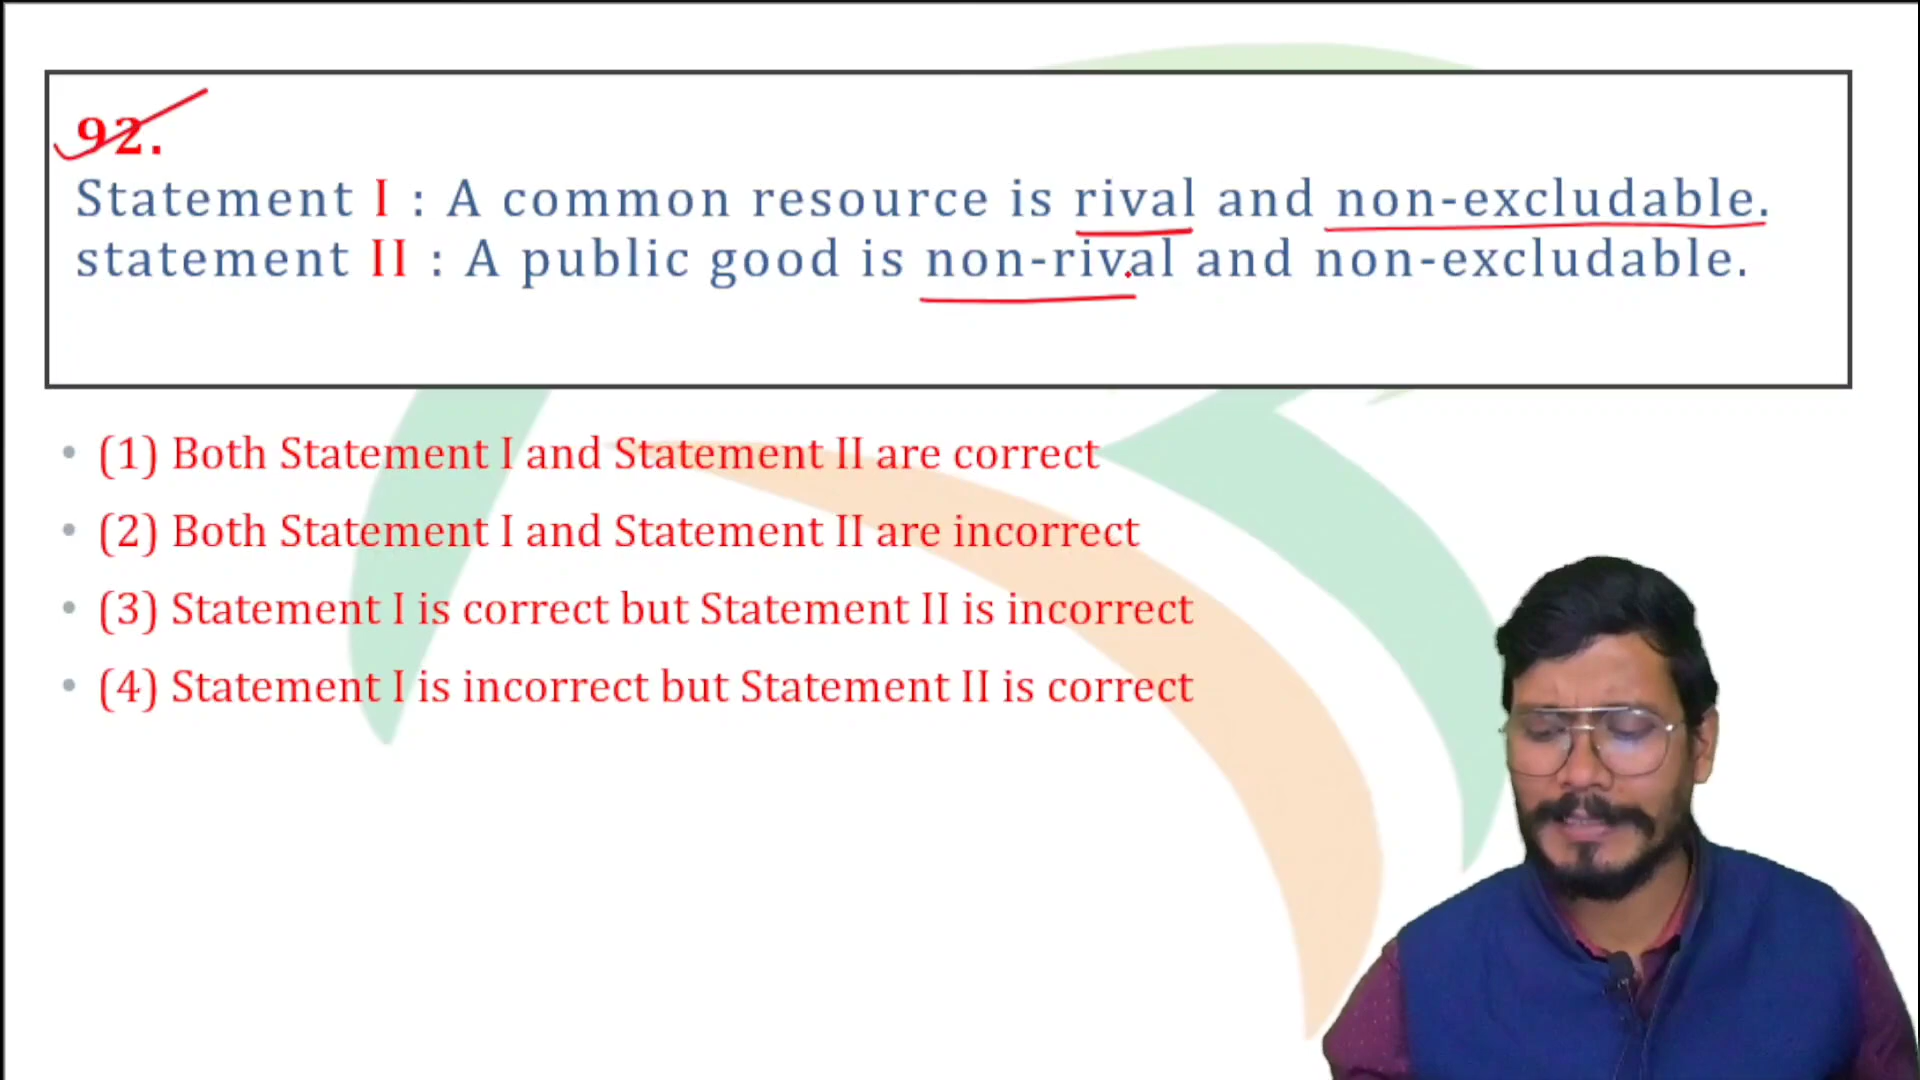 92.
Statement I : A common resource is rival and non-excludable.
statement II : A public good is non-rival and non-excludable.
• (1) Both Statement I and Statement II are correct
• (2) Both Statement I and Statement II are incorrect
• (3) Statement I is correct but Statement II is incorrect
• (4) Statement I is incorrect but Statement II is correct